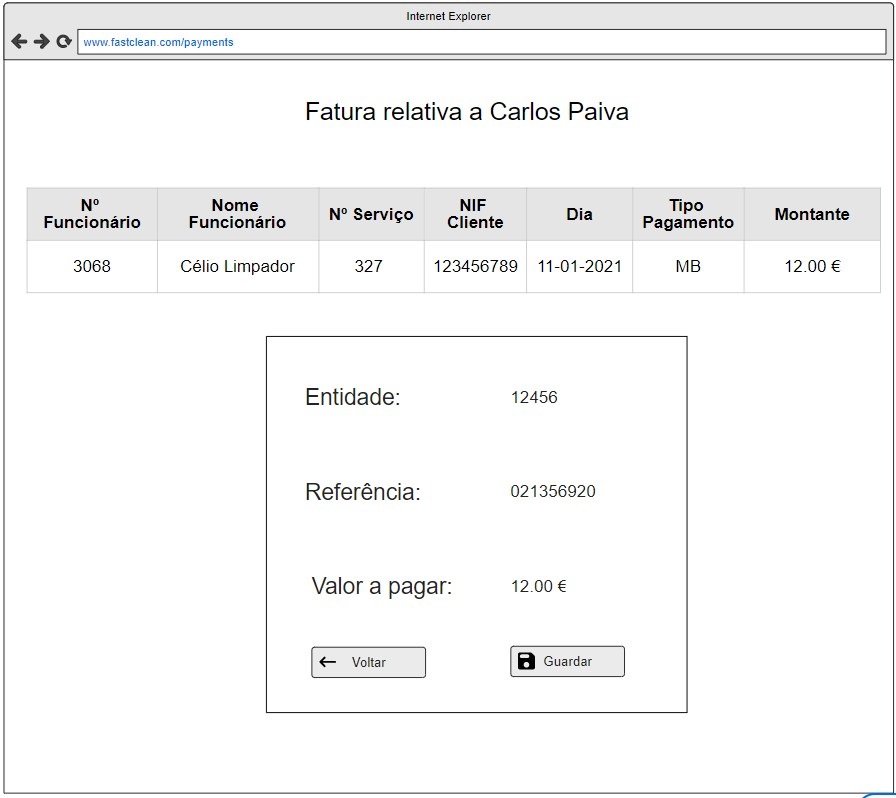 Internet Explorer
www.fastclean.com/payments
Fatura relativa a Carlos Paiva
Nº Funcionário Nome Funcionário Nº Serviço NIF Cliente Dia Tipo Pagamento Montante
3068 Célio Limpador 327 123456789 11-01-2021 MB 12.00 €
Entidade: 12456
Referência: 021356920
Valor a pagar: 12.00 €
Voltar Guardar